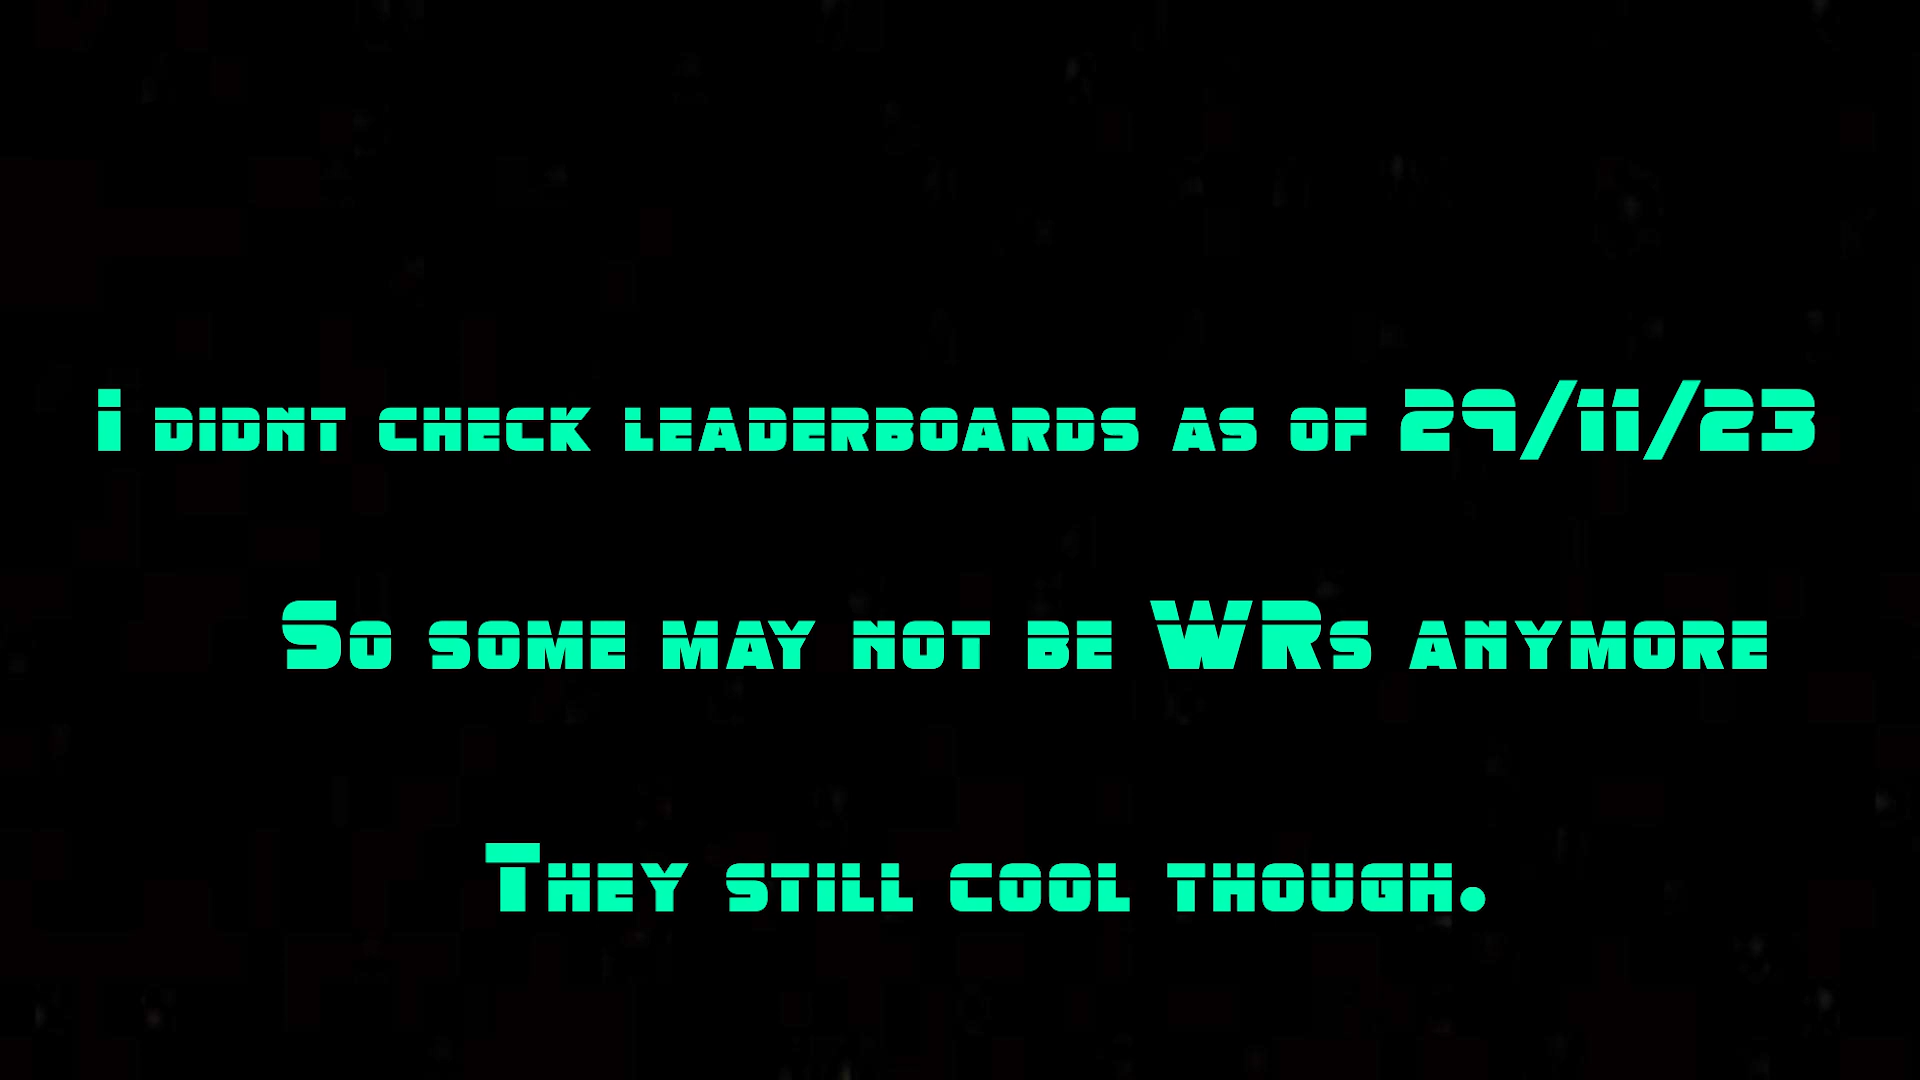 I didnt check leaderboards as of 29/11/23
So some may not be WRs anymore
They still cool though.